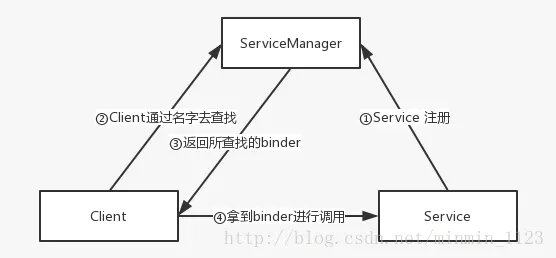 ServiceManager
②Client通过名字去查找
①Service 注册
③返回所查找的binder
Client
④拿到binder进行调用
Service
http://blog.csdn.net/minmin_1123